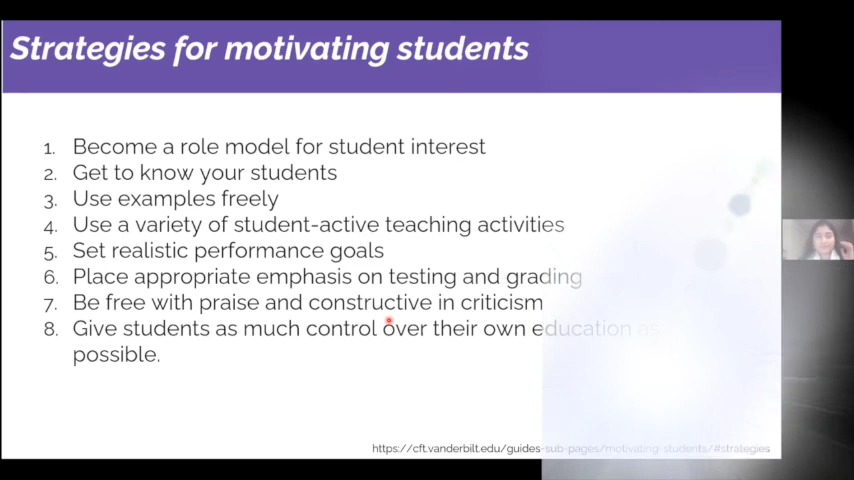 Strategies for motivating students
1. Become a role model for student interest
2. Get to know your students
3. Use examples freely
4. Use a variety of student-active teaching activities
5. Set realistic performance goals
6. Place appropriate emphasis on testing and grading
7. Be free with praise and constructive in criticism
8. Give students as much control over their own education as
possible.
https://cft.vanderbilt.edu/guides-sub-pages/motivating-students/#strategies